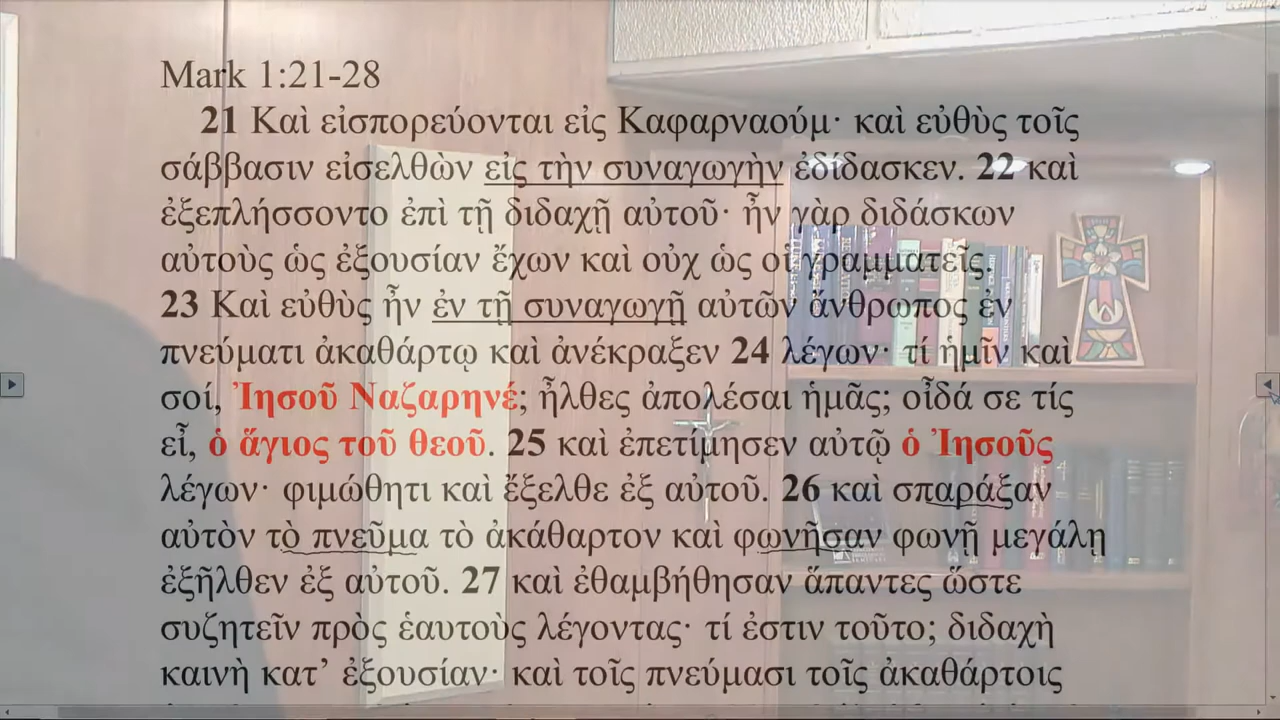 Mark 1:21-28
21 Καὶ εἰσπορεύονται εἰς Καφαρναούμ· καὶ εὐθὺς τοῖς
σάββασιν εἰσελθὼν εἰς τὴν συναγωγὴν ἐδίδασκεν. 22 καὶ
ἐξεπλήσσοντο ἐπὶ τῇ διδαχῇ αὐτοῦ· ἦν γὰρ διδάσκων
αὐτοὺς ὡς ἐξουσίαν ἔχων καὶ οὐχ ὡς οἱ γραμματεῖς.
23 Καὶ εὐθὺς ἦν ἐν τῇ συναγωγῇ αὐτῶν ἄνθρωπος ἐν
πνεύματι ἀκαθάρτῳ καὶ ἀνέκραξεν 24 λέγων· τί ἡμῖν καὶ
σοί, Ἰησοῦ Ναζαρηνέ; ἦλθες ἀπολέσαι ἡμᾶς; οἶδά σε τίς
εἶ, ὁ ἅγιος τοῦ θεοῦ. 25 καὶ ἐπετίμησεν αὐτῷ ὁ Ἰησοῦς
λέγων· φιμώθητι καὶ ἔξελθε ἐξ αὐτοῦ. 26 καὶ σπαράξαν
αὐτὸν τὸ πνεῦμα τὸ ἀκάθαρτον καὶ φωνῆσαν φωνῇ μεγάλῃ
ἐξῆλθεν ἐξ αὐτοῦ. 27 καὶ ἐθαμβήθησαν ἅπαντες ὥστε
συζητεῖν πρὸς ἑαυτοὺς λέγοντας· τί ἐστιν τοῦτο; διδαχὴ
καινὴ κατ’ ἐξουσίαν· καὶ τοῖς πνεύμασι τοῖς ἀκαθάρτοις